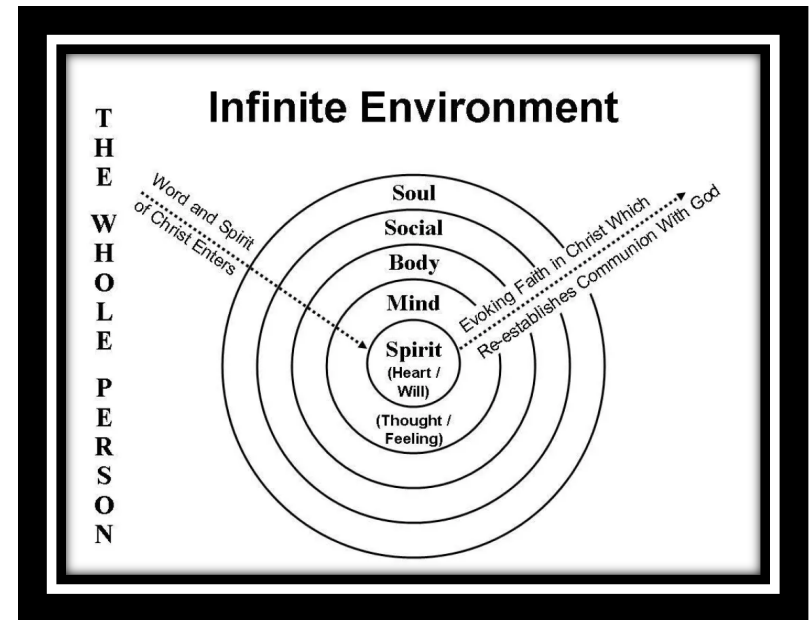 THE WHOLE PERSON
Infinite Environment
Word and Spirit
of Christ Enters
Soul
Social
Body
Mind
Spirit
(Heart /
Will)
(Thought /
Feeling)
Evoking Faith in Christ Which
Re-establishes Communion With God